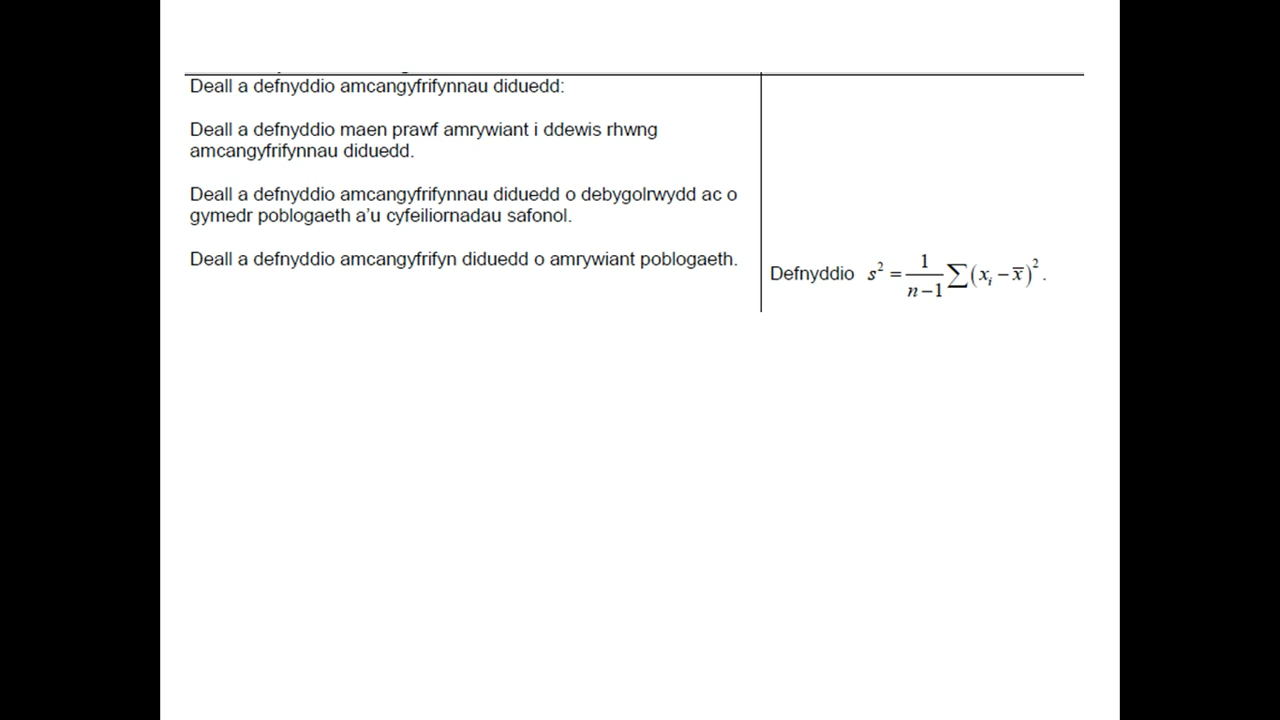 Deall a defnyddio amcangyfrifynnau diduedd:
Deall a defnyddio maen prawf amrywiant i ddewis rhwng
amcangyfrifynnau diduedd.
Deall a defnyddio amcangyfrifynnau diduedd o debygolrwydd ac o
gymedr poblogaeth a'u cyfeiliornadau safonol.
Deall a defnyddio amcangyfrifyn diduedd o amrywiant poblogaeth.
Defnyddio s² = 1/(n−1) ∑(xᵢ − x̅)².